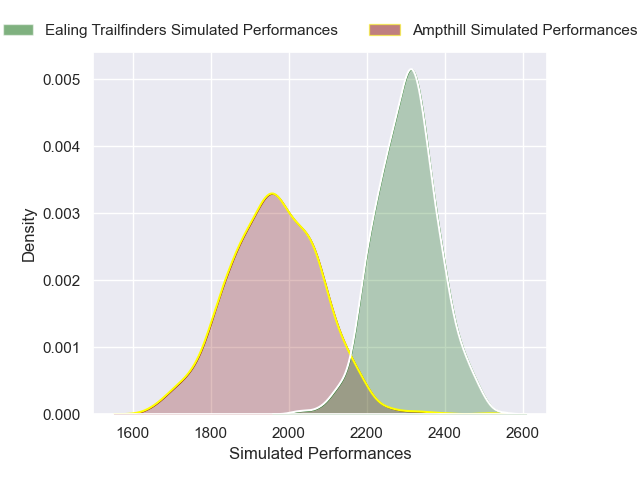 Ealing Trailfinders Simulated Performances
Ampthill Simulated Performances
0.005
0.004
0.003
0.002
0.001
0.000
Density
1600 1800 2000 2200 2400 2600
Simulated Performances